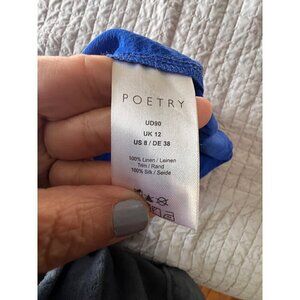 POETRY
UD90
UK 12
US 8 / DE 38
100% Linen / Leinen
Trim / Rand
100% Silk / Seide